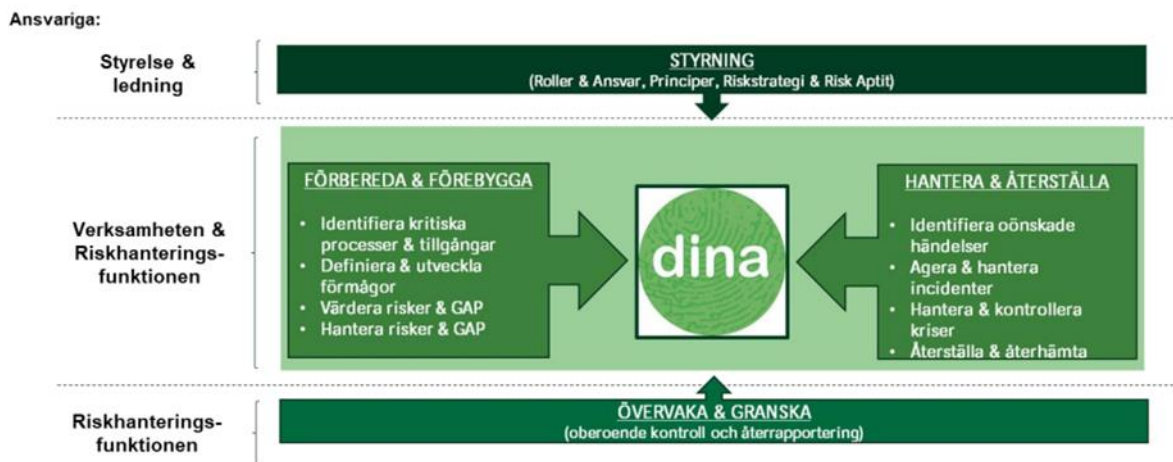 Ansvariga:
Styrelse &
ledning
STYRNING
(Roller & Ansvar, Principer, Riskstrategi & Risk Aptit)
Verksamheten &
Riskhanterings-
funktionen
FÖRBEREDA & FÖREBYGGA
• Identifiera kritiska
processer & tillgångar
• Definiera & utveckla
förmågor
• Värdera risker & GAP
• Hantera risker & GAP
dina
HANTERA & ÅTERSTÄLLA
• Identifiera oönskade
händelser
• Agera & hantera
incidenter
• Hantera & kontrollera
kriser
• Återställa & återhämta
Riskhanterings-
funktionen
ÖVERVAKA & GRANSKA
(oberoende kontroll och återrapportering)